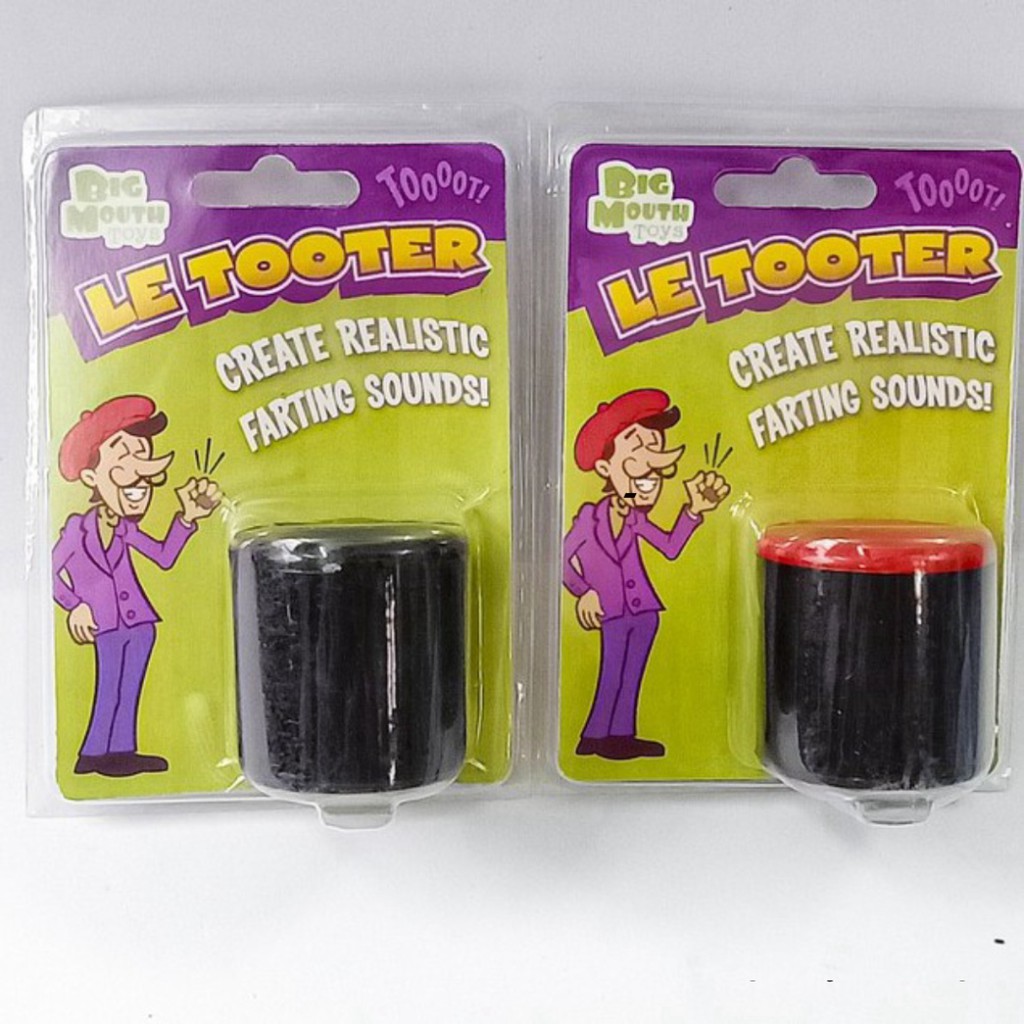 BIG
MOUTH
TOYS
TOOOOT!
LE TOOTER
CREATE REALISTIC
FARTING SOUNDS!
BIG
MOUTH
TOYS
TOOOOT!
LE TOOTER
CREATE REALISTIC
FARTING SOUNDS!